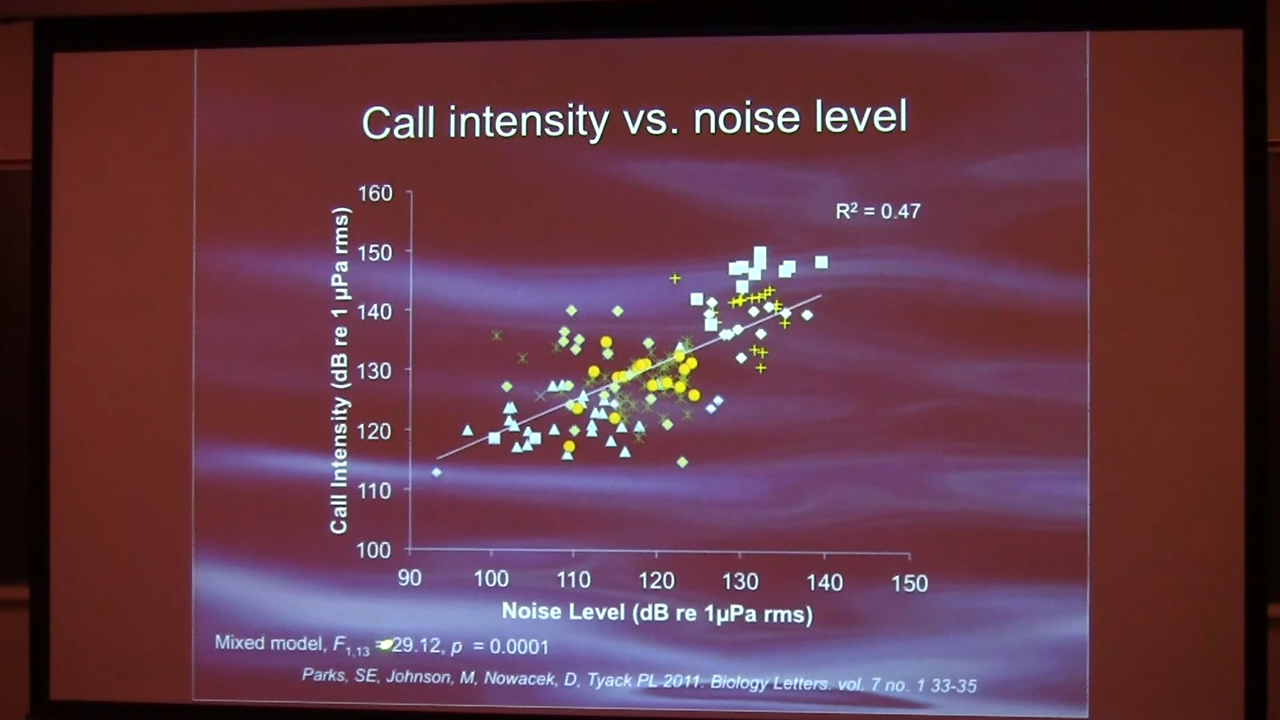 Call intensity vs. noise level
R² = 0.47
Call Intensity (dB re 1 µPa rms)
160
150
140
130
120
110
100
90 100 110 120 130 140 150
Noise Level (dB re 1µPa rms)
Mixed model, F1,13 = 29.12, p = 0.0001
Parks, SE, Johnson, M, Nowacek, D, Tyack PL 2011. Biology Letters. vol. 7 no. 1 33-35